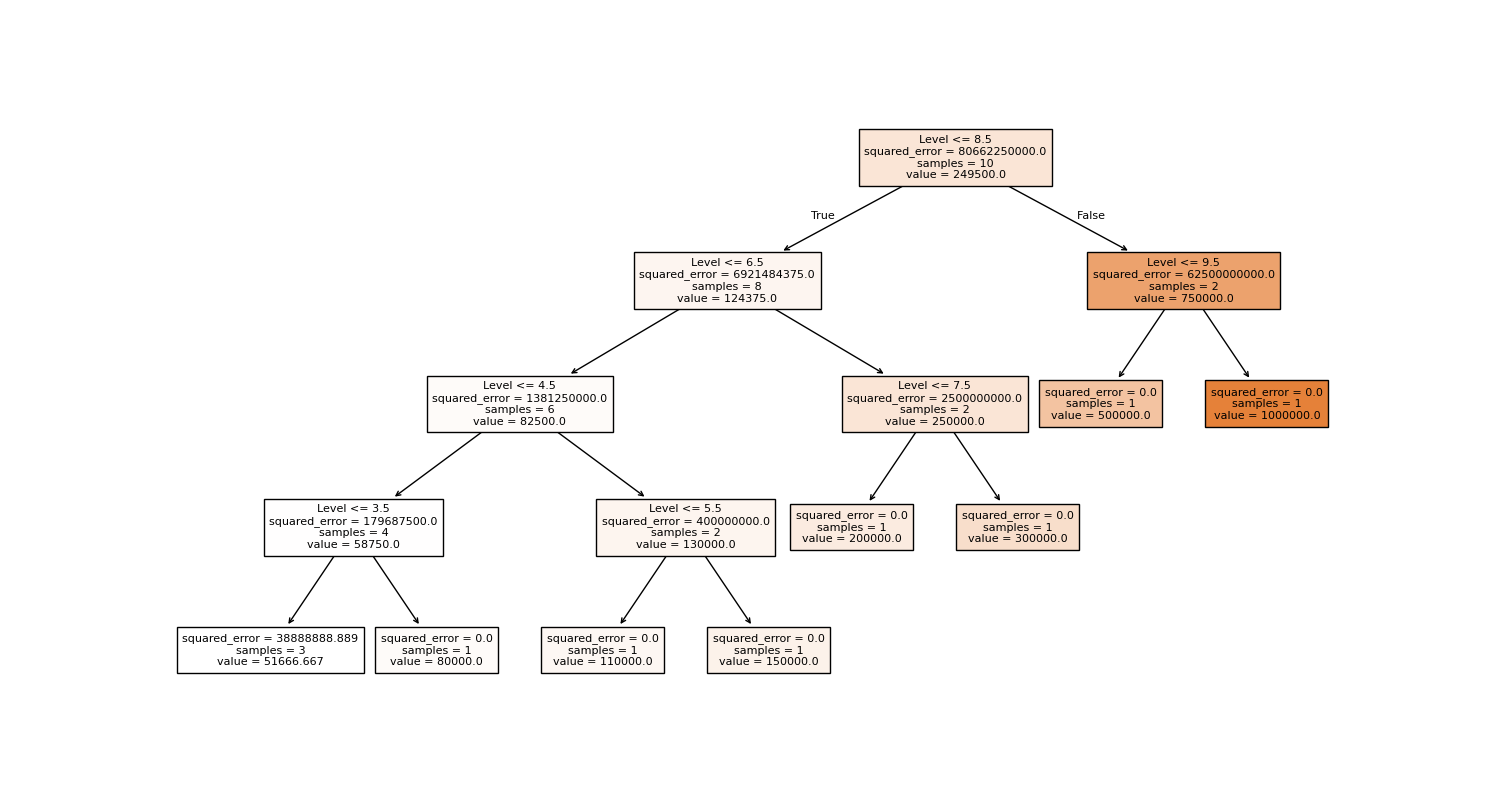 Level <= 8.5
squared_error = 80662250000.0
samples = 10
value = 249500.0
True
False
Level <= 6.5
squared_error = 6921484375.0
samples = 8
value = 124375.0
Level <= 9.5
squared_error = 62500000000.0
samples = 2
value = 750000.0
Level <= 4.5
squared_error = 1381250000.0
samples = 6
value = 82500.0
Level <= 7.5
squared_error = 2500000000.0
samples = 2
value = 250000.0
squared_error = 0.0
samples = 1
value = 500000.0
squared_error = 0.0
samples = 1
value = 1000000.0
Level <= 3.5
squared_error = 179687500.0
samples = 4
value = 58750.0
Level <= 5.5
squared_error = 400000000.0
samples = 2
value = 130000.0
squared_error = 0.0
samples = 1
value = 200000.0
squared_error = 0.0
samples = 1
value = 300000.0
squared_error = 38888888.889
samples = 3
value = 51666.667
squared_error = 0.0
samples = 1
value = 80000.0
squared_error = 0.0
samples = 1
value = 110000.0
squared_error = 0.0
samples = 1
value = 150000.0